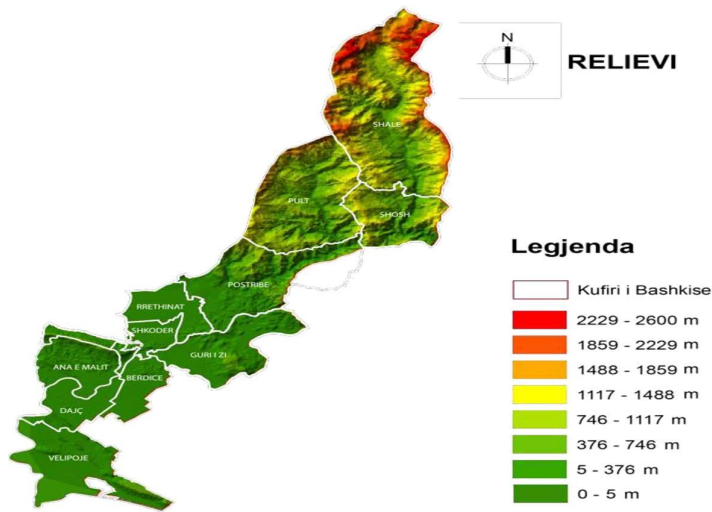 N
RELIEVI
SHALE
PULT
SHOSH
POSTRIBE
RRETHINAT
SHKODER
GURI I ZI
ANA E MALIT
BERDICE
DAJÇ
VELIPOJE
Legjenda
Kufiri i Bashkise
2229 - 2600 m
1859 - 2229 m
1488 - 1859 m
1117 - 1488 m
746 - 1117 m
376 - 746 m
5 - 376 m
0 - 5 m